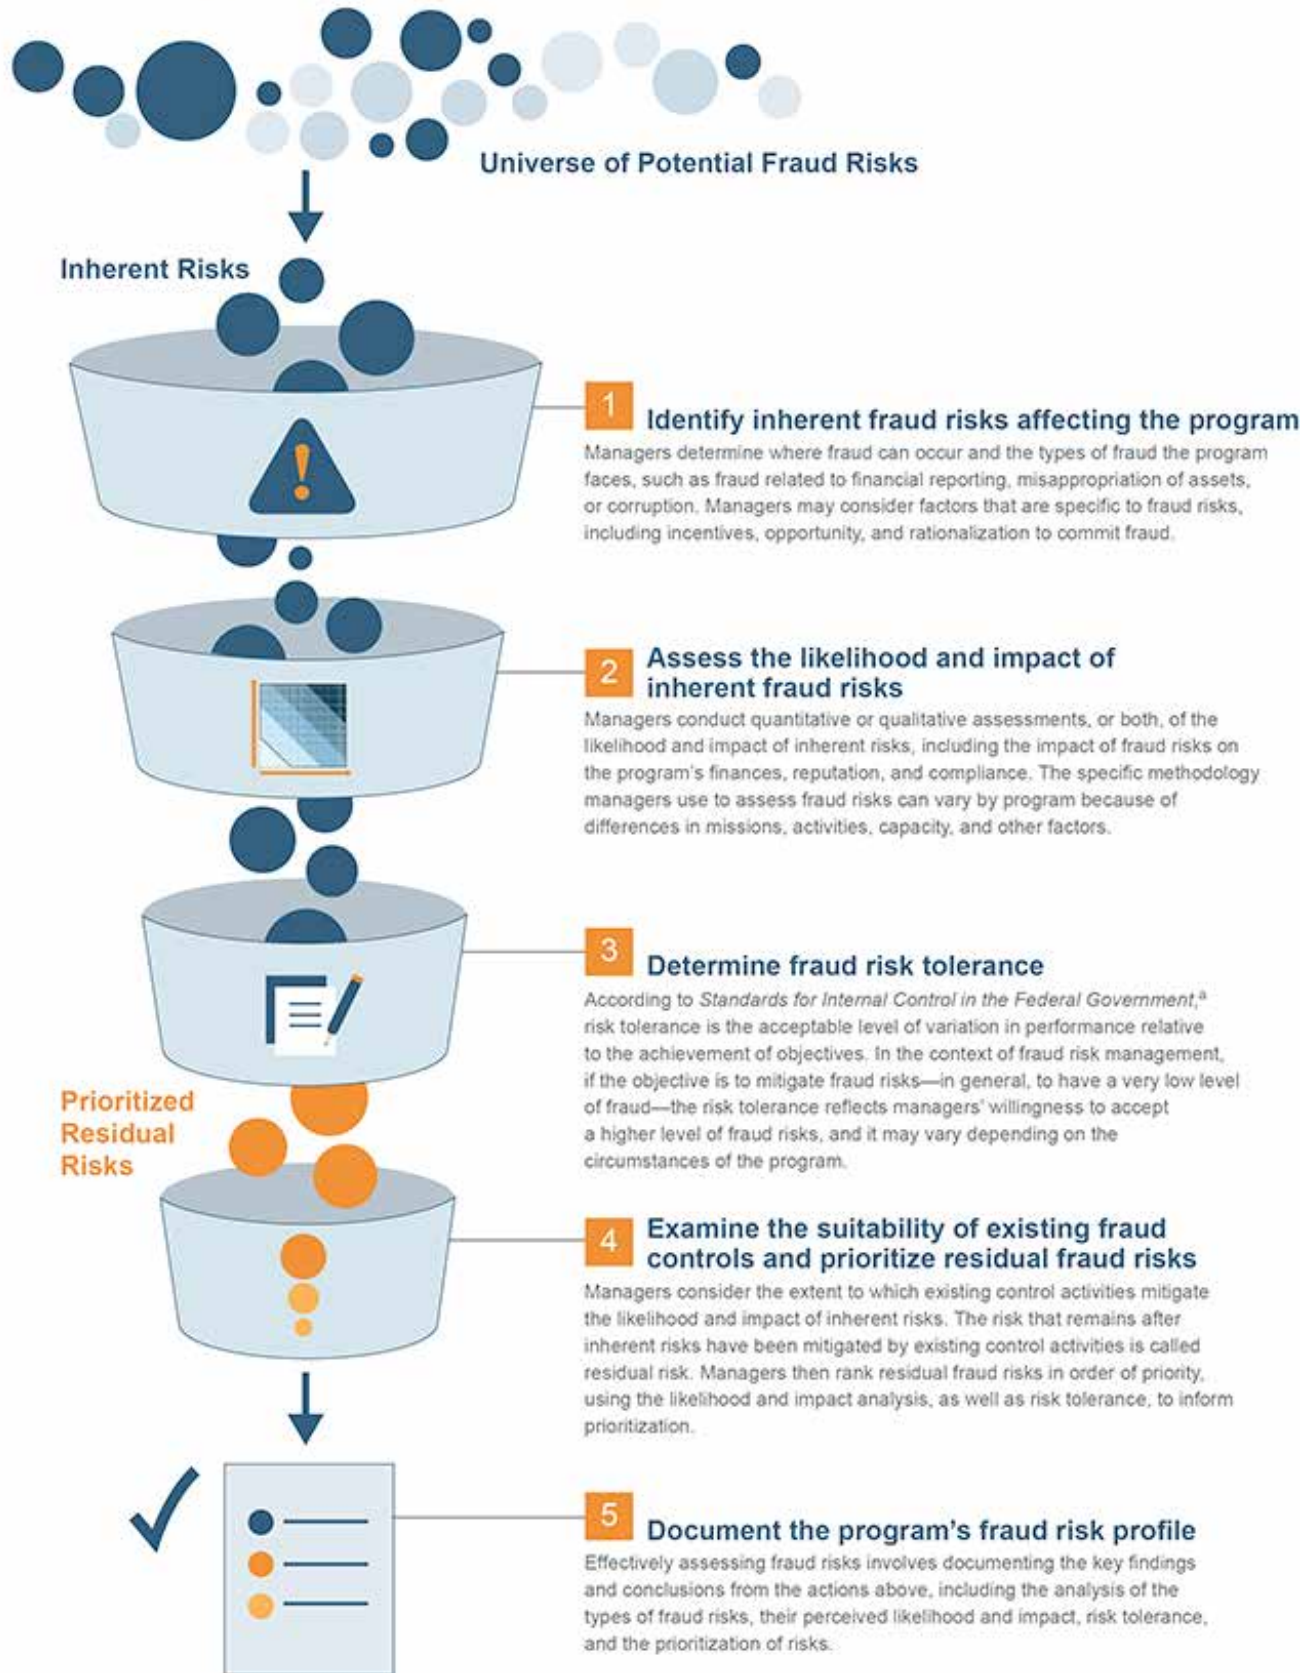 Universe of Potential Fraud Risks
Inherent Risks
1
Identify inherent fraud risks affecting the program
Managers determine where fraud can occur and the types of fraud the program
faces, such as fraud related to financial reporting, misappropriation of assets,
or corruption. Managers may consider factors that are specific to fraud risks,
including incentives, opportunity, and rationalization to commit fraud.
2
Assess the likelihood and impact of
inherent fraud risks
Managers conduct quantitative or qualitative assessments, or both, of the
likelihood and impact of inherent risks, including the impact of fraud risks on
the program's finances, reputation, and compliance. The specific methodology
managers use to assess fraud risks can vary by program because of
differences in missions, activities, capacity, and other factors.
3
Determine fraud risk tolerance
According to Standards for Internal Control in the Federal Government,ª
risk tolerance is the acceptable level of variation in performance relative
to the achievement of objectives. In the context of fraud risk management,
if the objective is to mitigate fraud risks—in general, to have a very low level
of fraud—the risk tolerance reflects managers' willingness to accept
a higher level of fraud risks, and it may vary depending on the
circumstances of the program.
Prioritized
Residual
Risks
4
Examine the suitability of existing fraud
controls and prioritize residual fraud risks
Managers consider the extent to which existing control activities mitigate
the likelihood and impact of inherent risks. The risk that remains after
inherent risks have been mitigated by existing control activities is called
residual risk. Managers then rank residual fraud risks in order of priority,
using the likelihood and impact analysis, as well as risk tolerance, to inform
prioritization.
5
Document the program's fraud risk profile
Effectively assessing fraud risks involves documenting the key findings
and conclusions from the actions above, including the analysis of the
types of fraud risks, their perceived likelihood and impact, risk tolerance,
and the prioritization of risks.